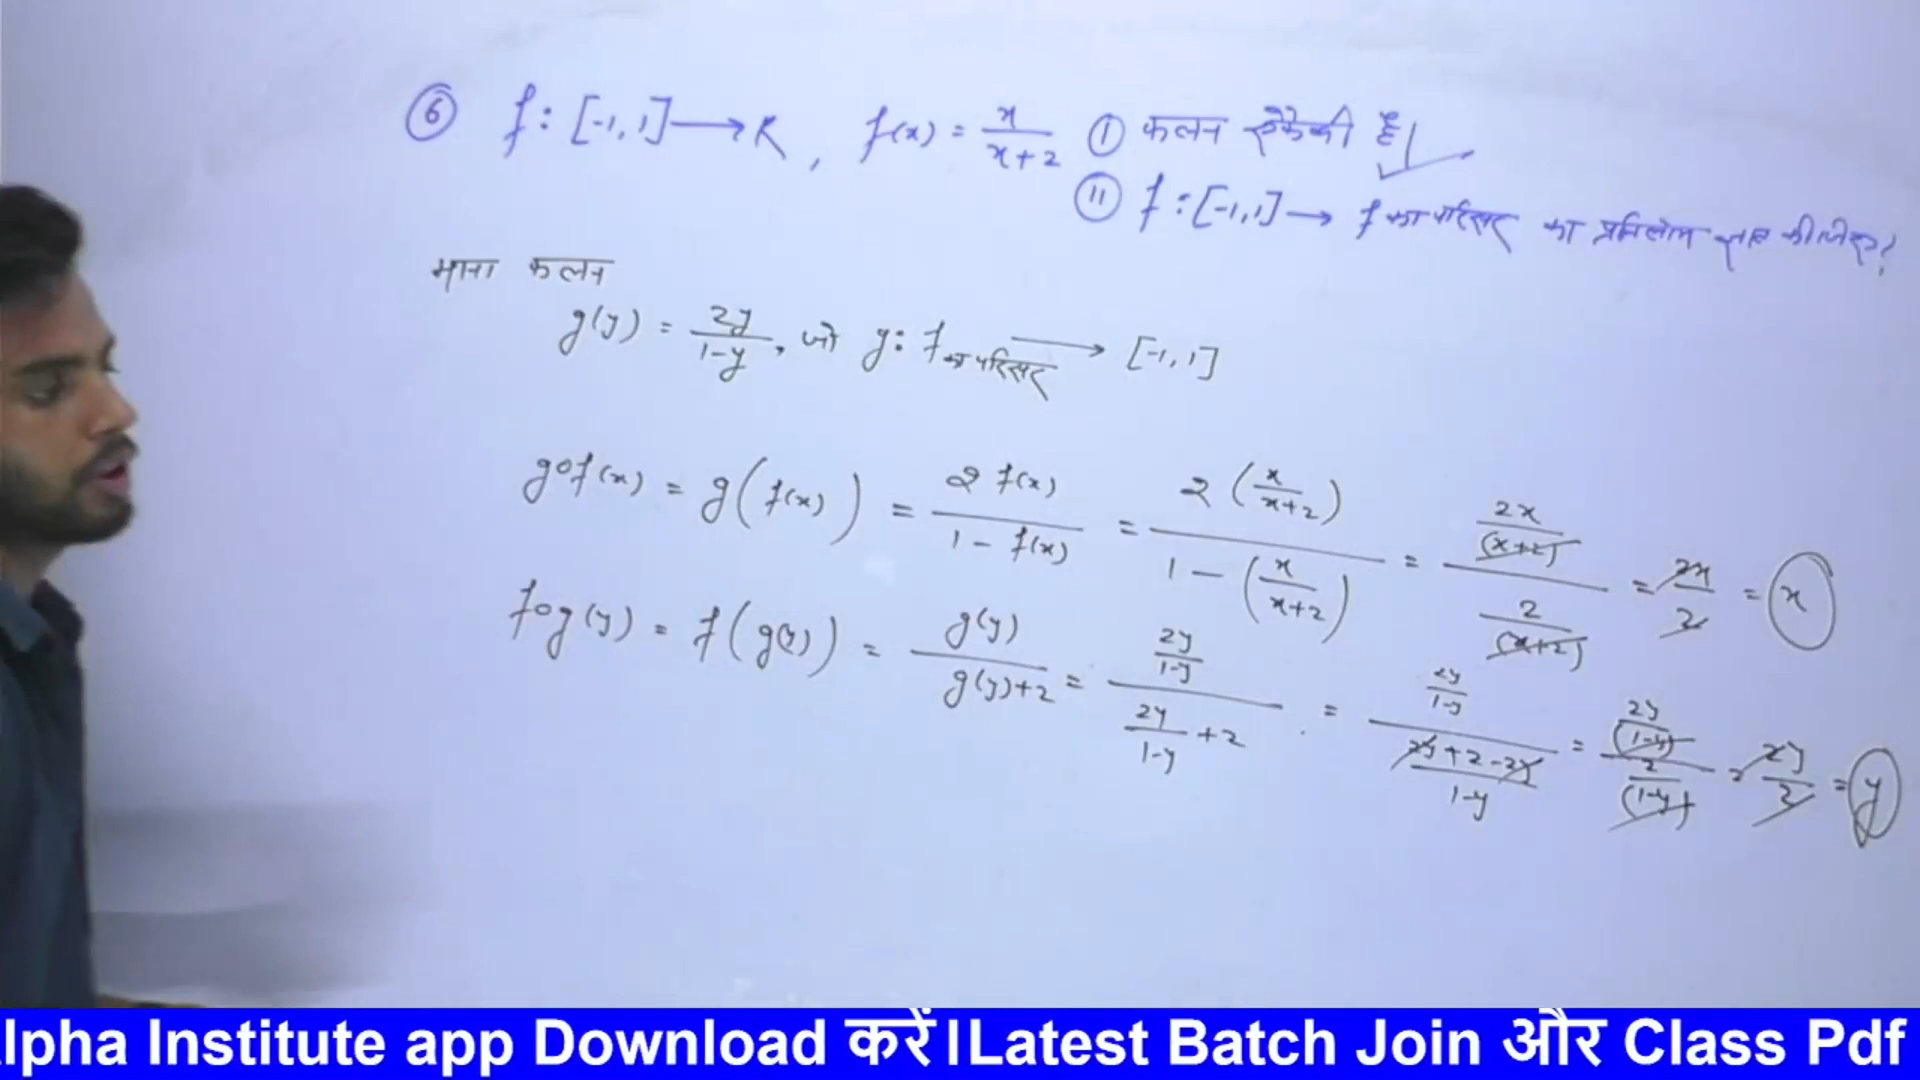 ⑥ f : [-1, 1] → R , f(x) = x/(x+2) ① फलन एकैकी है।
⑪ f : [-1, 1] → f का परिसर का प्रतिलोम ज्ञात कीजिए?
माना फलन
g(y) = 2y/(1-y), जो g : f का परिसर → [-1, 1]
gof(x) = g(f(x)) = 2 f(x)/(1 - f(x)) = 2(x/(x+2))/(1 - (x/(x+2))) = (2x/(x+2))/(2/(x+2)) = 2x/2 = x
fog(y) = f(g(y)) = g(y)/(g(y)+2) = (2y/(1-y))/(2y/(1-y) + 2) = (2y/(1-y))/((2y+2-2y)/(1-y)) = (2y/(1-y))/(2/(1-y)) = 2y/2 = y
lpha Institute app Download करें।Latest Batch Join और Class Pdf